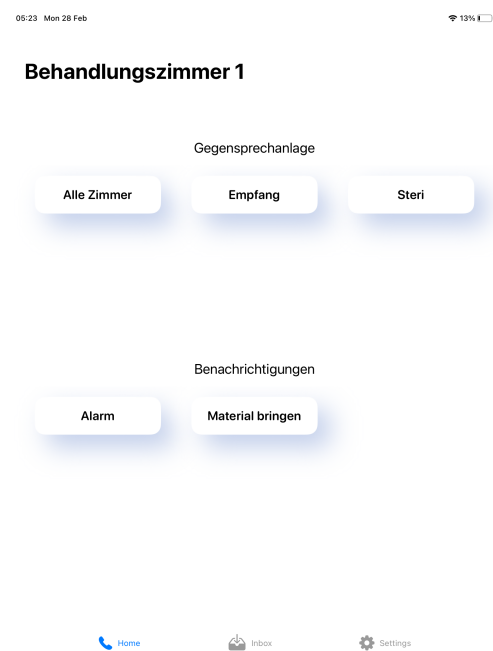 05:23 Mon 28 Feb 13%
Behandlungszimmer 1
Gegensprechanlage
Alle Zimmer Empfang Steri
Benachrichtigungen
Alarm Material bringen
Home Inbox Settings